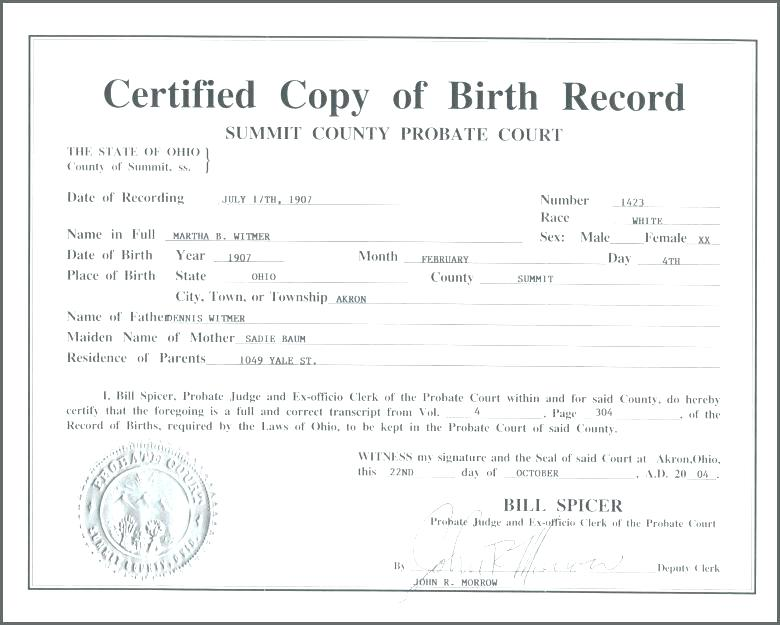 Certified Copy of Birth Record
SUMMIT COUNTY PROBATE COURT
THE STATE OF OHIO }
County of Summit, ss.
Date of Recording JULY 17TH, 1907 Number 1423
Race WHITE
Name in Full MARTHA B. WITMER Sex: Male Female XX
Date of Birth Year 1907 Month FEBRUARY Day 4TH
Place of Birth State OHIO County SUMMIT
City, Town, or Township AKRON
Name of Father DENNIS WITMER
Maiden Name of Mother SADIE BAUM
Residence of Parents 1049 YALE ST.
I, Bill Spicer, Probate Judge and Ex-officio Clerk of the Probate Court within and for said County, do hereby
certify that the foregoing is a full and correct transcript from Vol. 4 , Page 304 , of the
Record of Births, required by the Laws of Ohio, to be kept in the Probate Court of said County.
WITNESS my signature and the Seal of said Court at Akron, Ohio,
this 22ND day of OCTOBER , A.D. 20 04 .
PROBATE COURT
SUMMIT COUNTY, OHIO
BILL SPICER
Probate Judge and Ex-officio Clerk of the Probate Court
By John R Morrow Deputy Clerk
JOHN R. MORROW